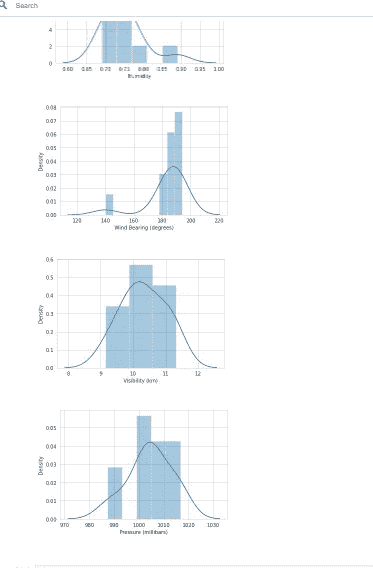 Search
4
2
0
0.60 0.65 0.70 0.75 0.80 0.85 0.90 0.95 1.00
Humidity
0.08
0.07
0.06
0.05
0.04
0.03
0.02
0.01
0.00
Density
120 140 160 180 200 220
Wind Bearing (degrees)
0.6
0.5
0.4
0.3
0.2
0.1
0.0
Density
8 9 10 11 12
Visibility (km)
0.05
0.04
0.03
0.02
0.01
0.00
Density
970 980 990 1000 1010 1020 1030
Pressure (millibars)